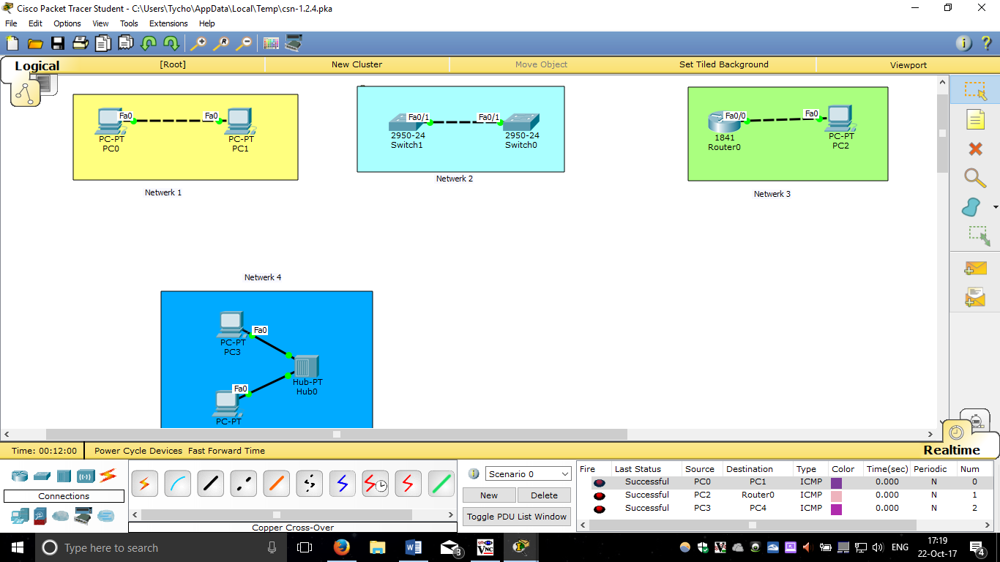 Cisco Packet Tracer Student - C:\Users\Tycho\AppData\Local\Temp\csn-1.2.4.pka
File Edit Options View Tools Extensions Help
Logical [Root] New Cluster Move Object Set Tiled Background Viewport
Fa0 Fa0
PC-PT PC-PT
PC0 PC1
Netwerk 1
Fa0/1 Fa0/1
2950-24 2950-24
Switch1 Switch0
Netwerk 2
Fa0/0 Fa0
1841 PC-PT
Router0 PC2
Netwerk 3
Netwerk 4
Fa0
PC-PT
PC3
Hub-PT
Hub0
Fa0
PC-PT
Time: 00:12:00 Power Cycle Devices Fast Forward Time Realtime
Connections
Copper Cross-Over
Scenario 0
New Delete
Toggle PDU List Window
Fire Last Status Source Destination Type Color Time(sec) Periodic Num
Successful PC0 PC1 ICMP 0.000 N 0
Successful PC2 Router0 ICMP 0.000 N 1
Successful PC3 PC4 ICMP 0.000 N 2
Type here to search
3
VNC
ENG
17:19
22-Oct-17
4